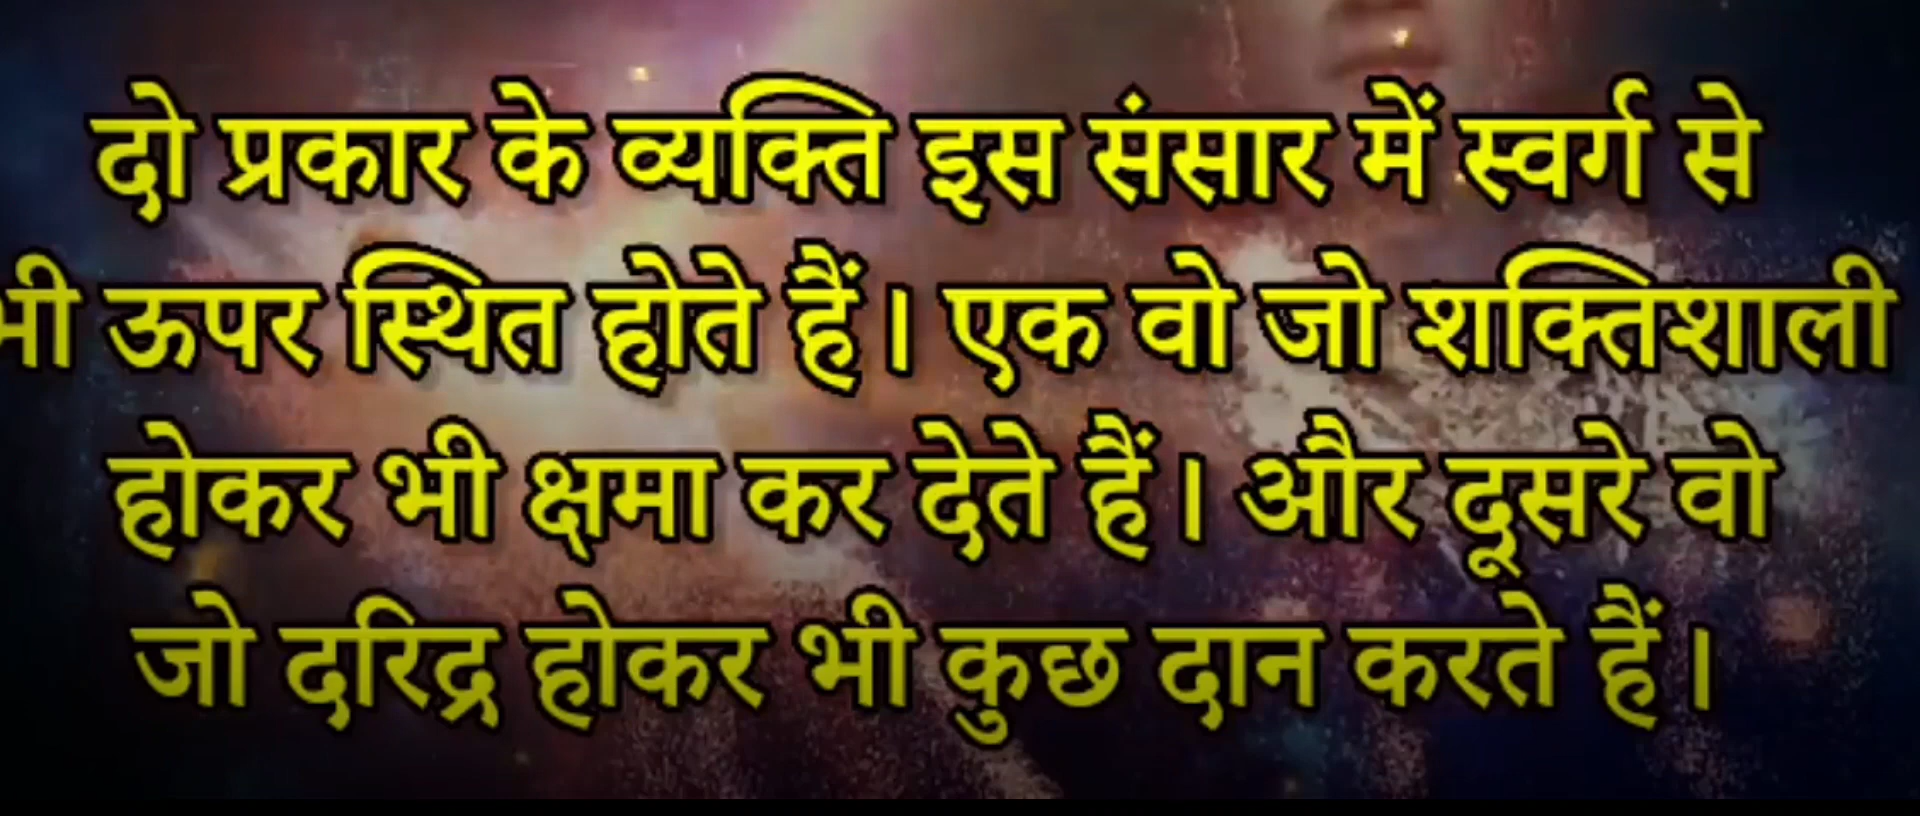 दो प्रकार के व्यक्ति इस संसार में स्वर्ग से
भी ऊपर स्थित होते हैं। एक वो जो शक्तिशाली
होकर भी क्षमा कर देते हैं। और दूसरे वो
जो दरिद्र होकर भी कुछ दान करते हैं।